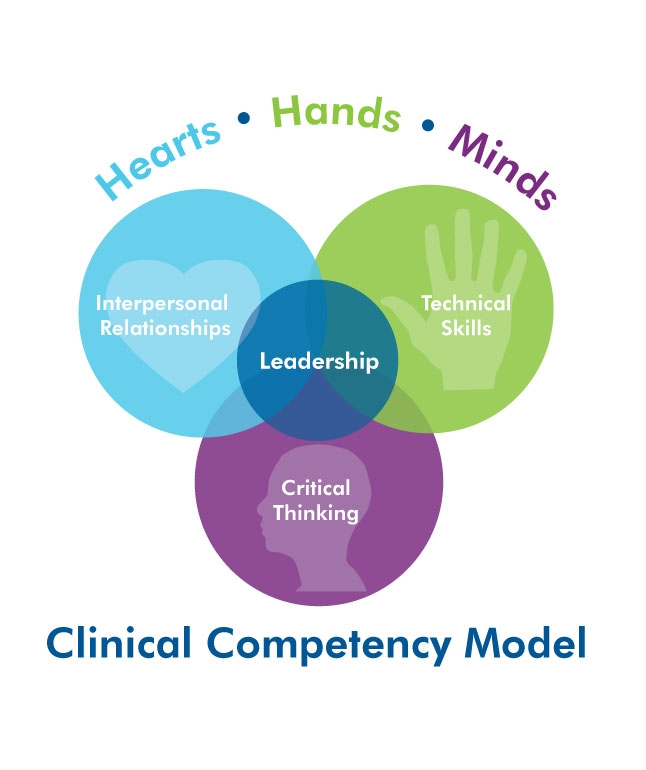 Hearts • Hands • Minds
Interpersonal
Relationships
Technical
Skills
Leadership
Critical
Thinking
Clinical Competency Model